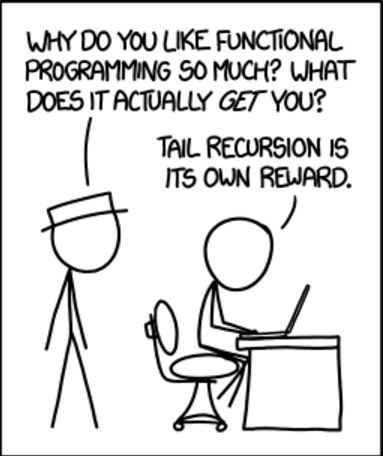 WHY DO YOU LIKE FUNCTIONAL
PROGRAMMING SO MUCH? WHAT
DOES IT ACTUALLY GET YOU?
TAIL RECURSION IS
ITS OWN REWARD.